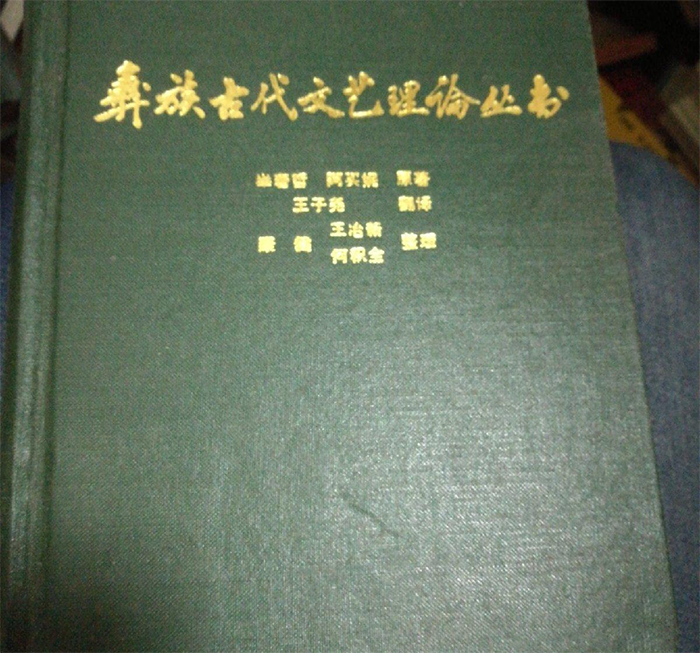 彝族古代文艺理论丛书
举奢哲 阿买妮 原著
王子尧 翻译
王冶新
康健 整理
何积全